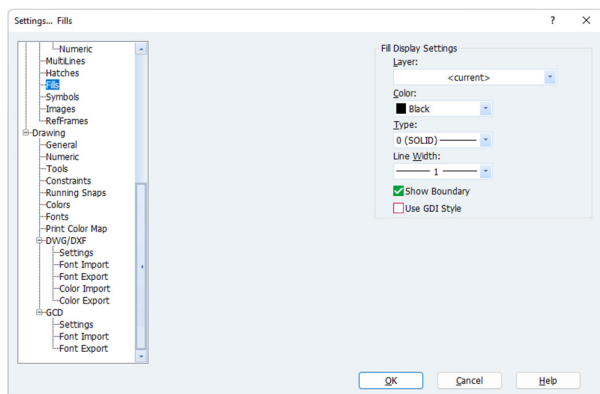 Settings... Fills
?
Numeric
MultiLines
Hatches
Fills
Symbols
Images
RefFrames
Drawing
General
Numeric
Tools
Constraints
Running Snaps
Colors
Fonts
Print Color Map
DWG/DXF
Settings
Font Import
Font Export
Color Import
Color Export
GCD
Settings
Font Import
Font Export
Fill Display Settings
Layer:
<current>
Color:
Black
Type:
0 (SOLID)
Line Width:
1
Show Boundary
Use GDI Style
OK
Cancel
Help